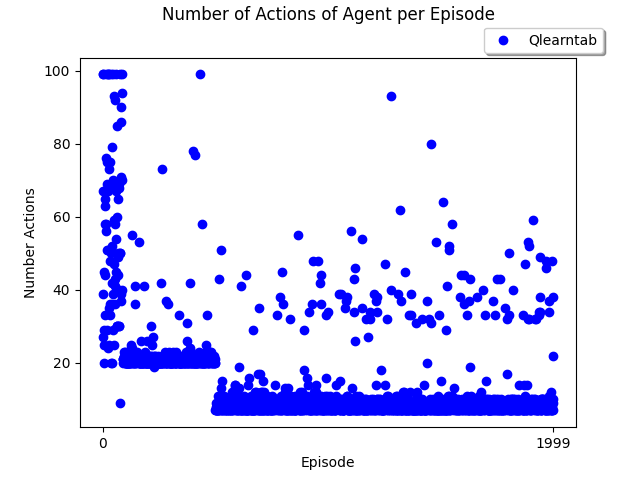 Number of Actions of Agent per Episode
Qlearntab
100
80
60
40
20
Number Actions
0
1999
Episode